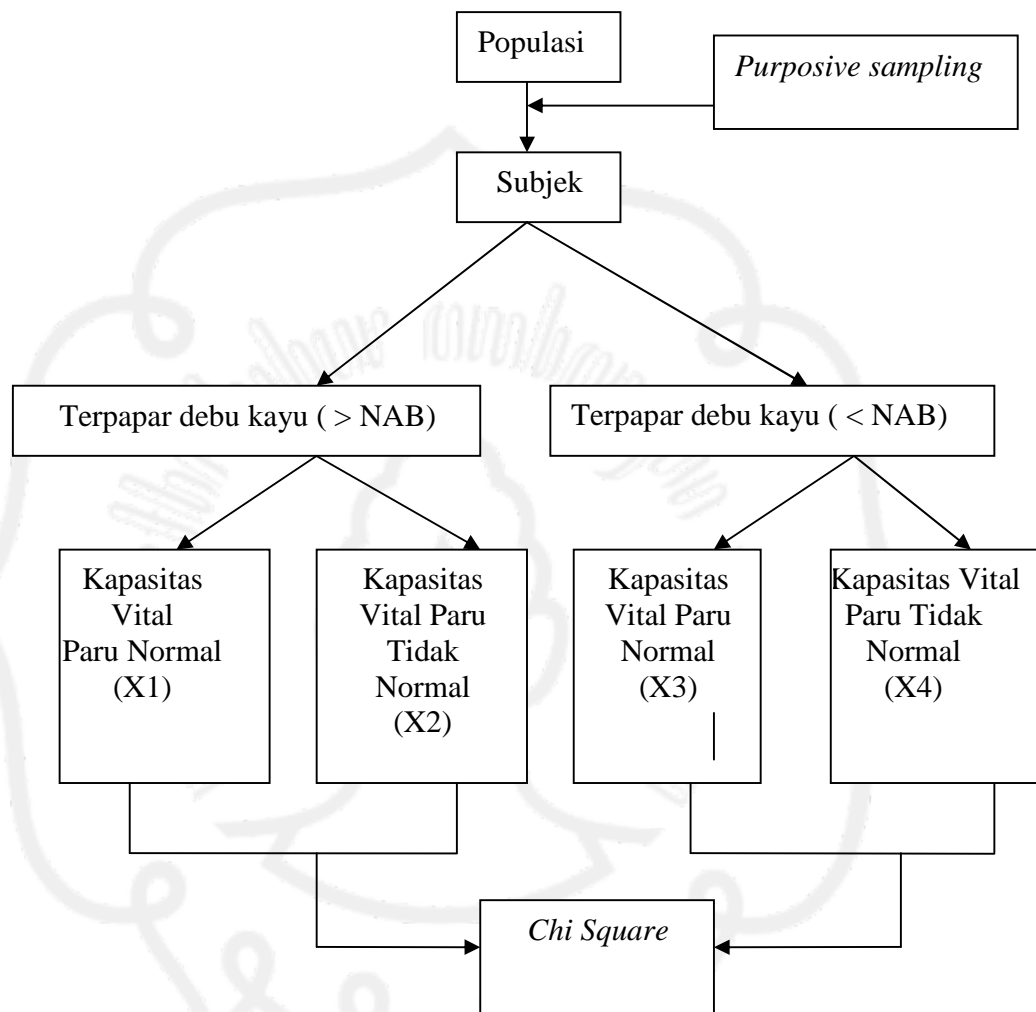 Populasi
Purposive sampling
Subjek
Terpapar debu kayu ( > NAB)
Terpapar debu kayu ( < NAB)
Kapasitas
Vital
Paru Normal
(X1)
Kapasitas
Vital Paru
Tidak
Normal
(X2)
Kapasitas
Vital Paru
Normal
(X3)
Kapasitas Vital
Paru Tidak
Normal
(X4)
Chi Square